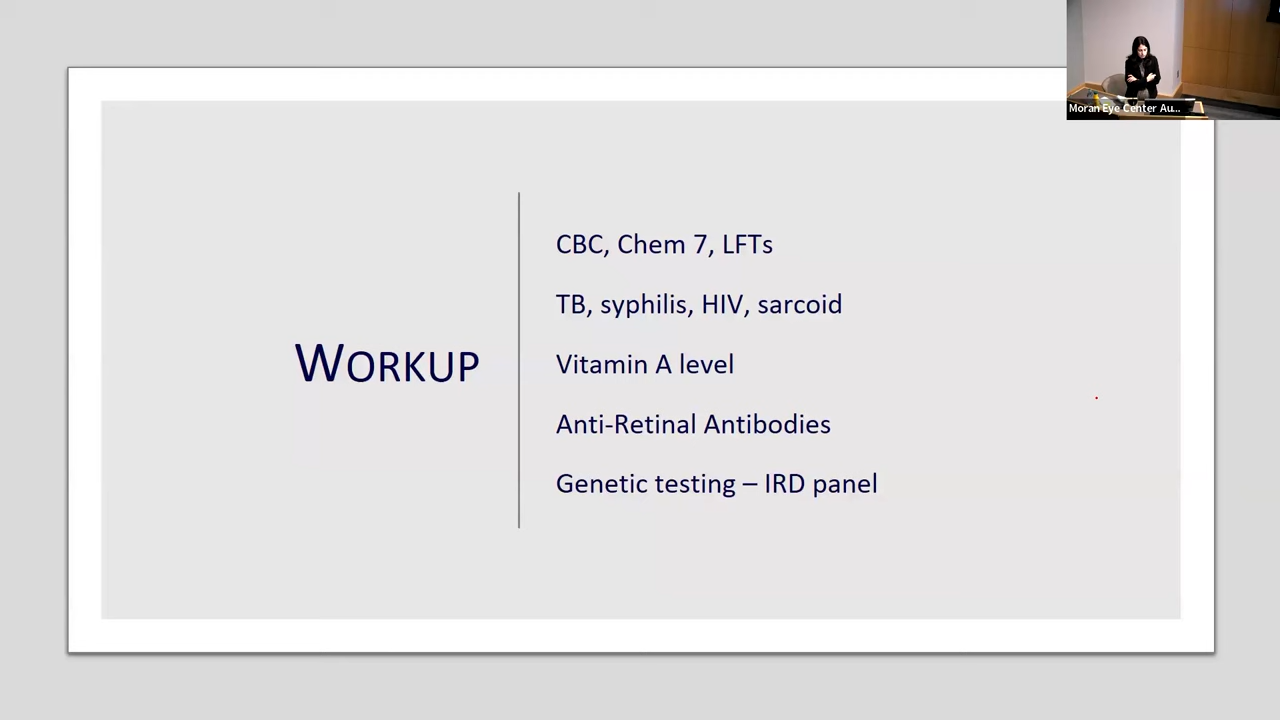 Moran Eye Center Au...
WORKUP
CBC, Chem 7, LFTs
TB, syphilis, HIV, sarcoid
Vitamin A level
Anti-Retinal Antibodies
Genetic testing – IRD panel